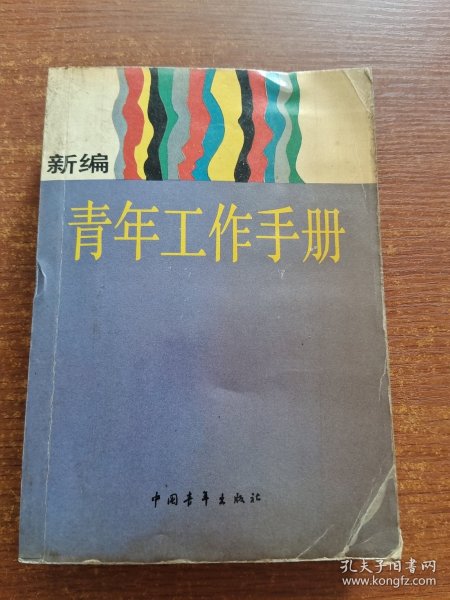 新编
青年工作手册
中国青年出版社
孔夫子旧书网
www.kongfz.com